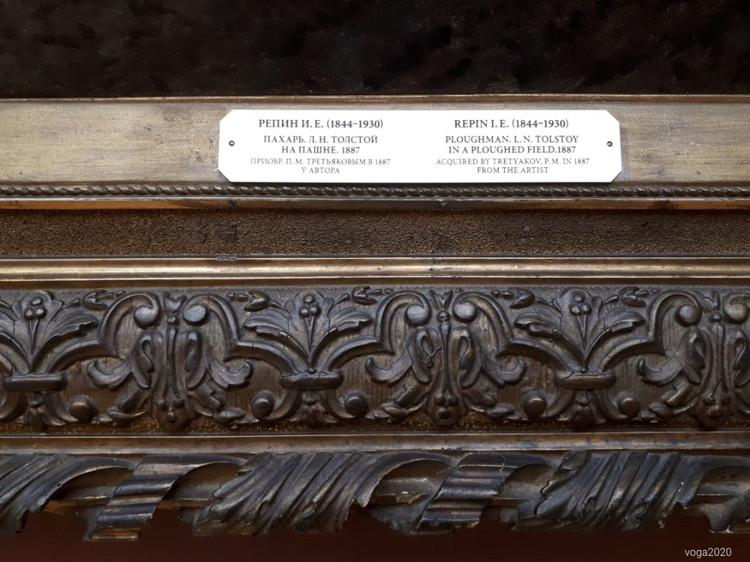 РЕПИН И. Е. (1844-1930)
ПАХАРЬ. Л. Н. ТОЛСТОЙ
НА ПАШНЕ. 1887
ПРИОБР. П. М. ТРЕТЬЯКОВЫМ В 1887
У АВТОРА
REPIN I. E. (1844-1930)
PLOUGHMAN. L. N. TOLSTOY
IN A PLOUGHED FIELD.1887
ACQUIRED BY TRETYAKOV, P. M. IN 1887
FROM THE ARTIST
voga2020